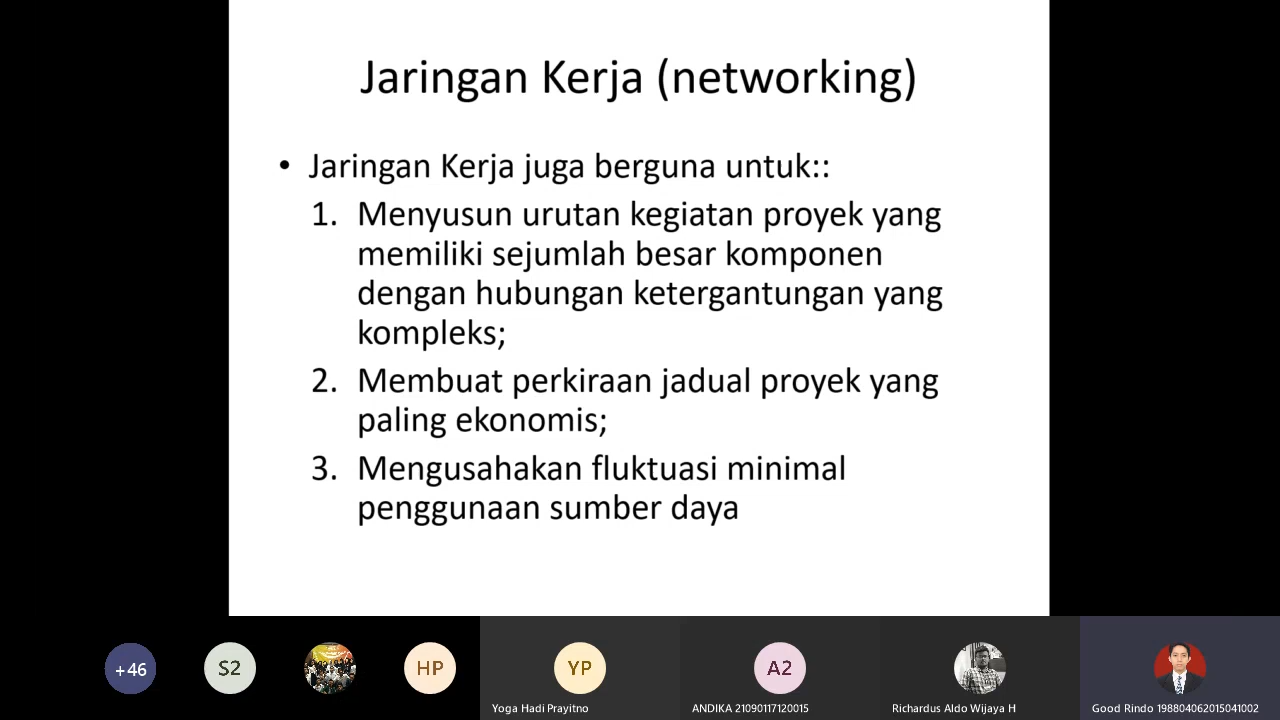 Jaringan Kerja (networking)
• Jaringan Kerja juga berguna untuk::
1. Menyusun urutan kegiatan proyek yang
memiliki sejumlah besar komponen
dengan hubungan ketergantungan yang
kompleks;
2. Membuat perkiraan jadual proyek yang
paling ekonomis;
3. Mengusahakan fluktuasi minimal
penggunaan sumber daya
+46
S2
HP
YP
A2
Yoga Hadi Prayitno
ANDIKA 21090117120015
Richardus Aldo Wijaya H
Good Rindo 198804062015041002